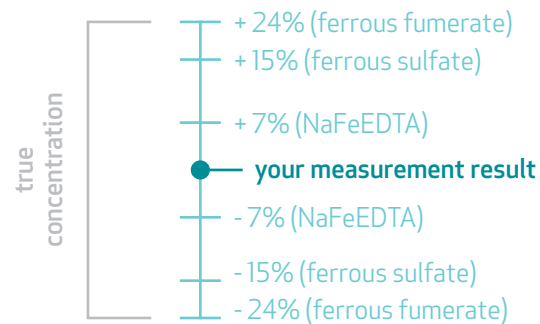 + 24% (ferrous fumerate)
+ 15% (ferrous sulfate)
+ 7% (NaFeEDTA)
true
concentration
your measurement result
- 7% (NaFeEDTA)
- 15% (ferrous sulfate)
- 24% (ferrous fumerate)